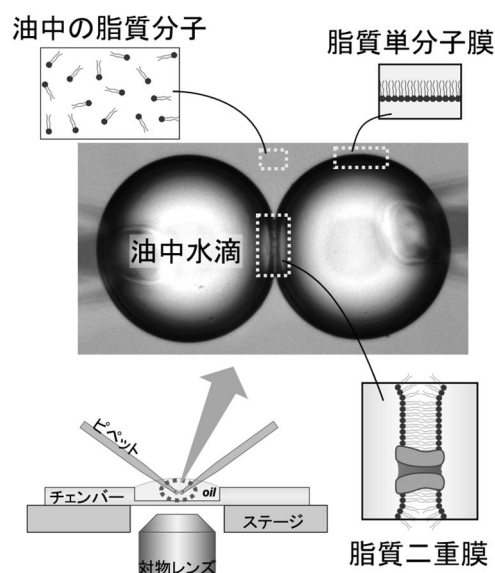 油中の脂質分子
脂質単分子膜
油中水滴
ピペット
チェンバー
oil
ステージ
対物レンズ
脂質二重膜